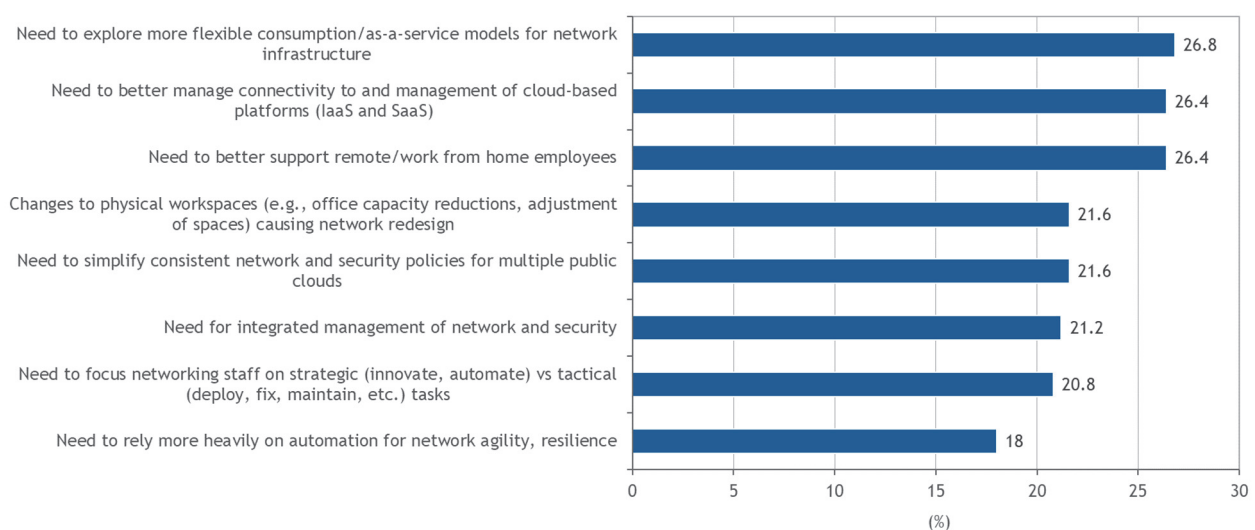 Need to explore more flexible consumption/as-a-service models for network
infrastructure
26.8
Need to better manage connectivity to and management of cloud-based
platforms (IaaS and SaaS)
26.4
Need to better support remote/work from home employees
26.4
Changes to physical workspaces (e.g., office capacity reductions, adjustment
of spaces) causing network redesign
21.6
Need to simplify consistent network and security policies for multiple public
clouds
21.6
Need for integrated management of network and security
21.2
Need to focus networking staff on strategic (innovate, automate) vs tactical
(deploy, fix, maintain, etc.) tasks
20.8
Need to rely more heavily on automation for network agility, resilience
18
0 5 10 15 20 25 30
(%)